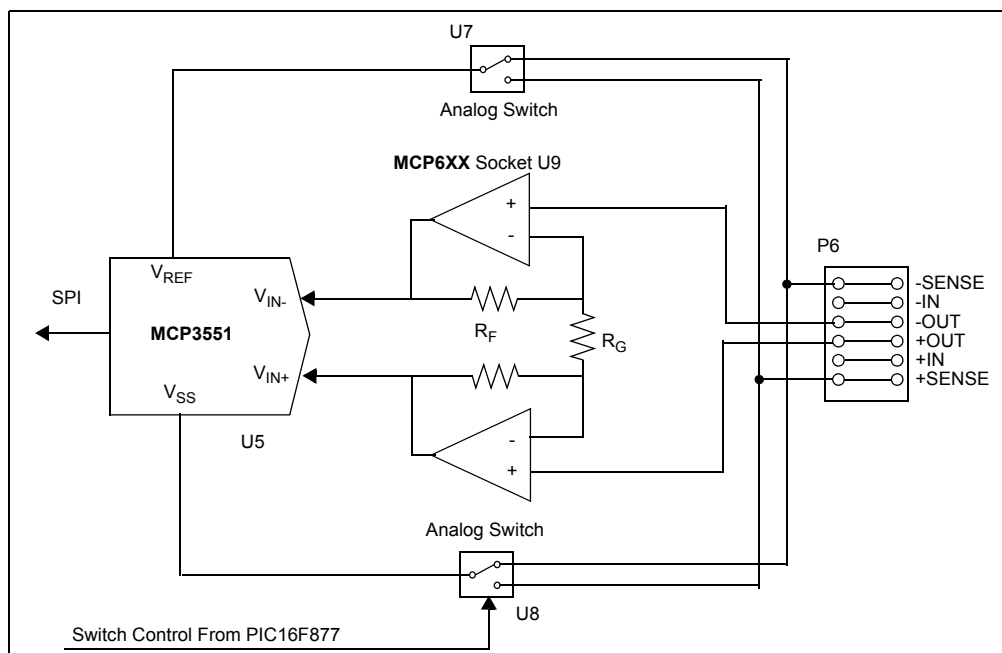 U7
Analog Switch
MCP6XX Socket U9
+
-
P6
VREF
SPI
VIN-
MCP3551
RF
RG
VIN+
VSS
U5
-SENSE
-IN
-OUT
+OUT
+IN
+SENSE
-
+
Analog Switch
U8
Switch Control From PIC16F877